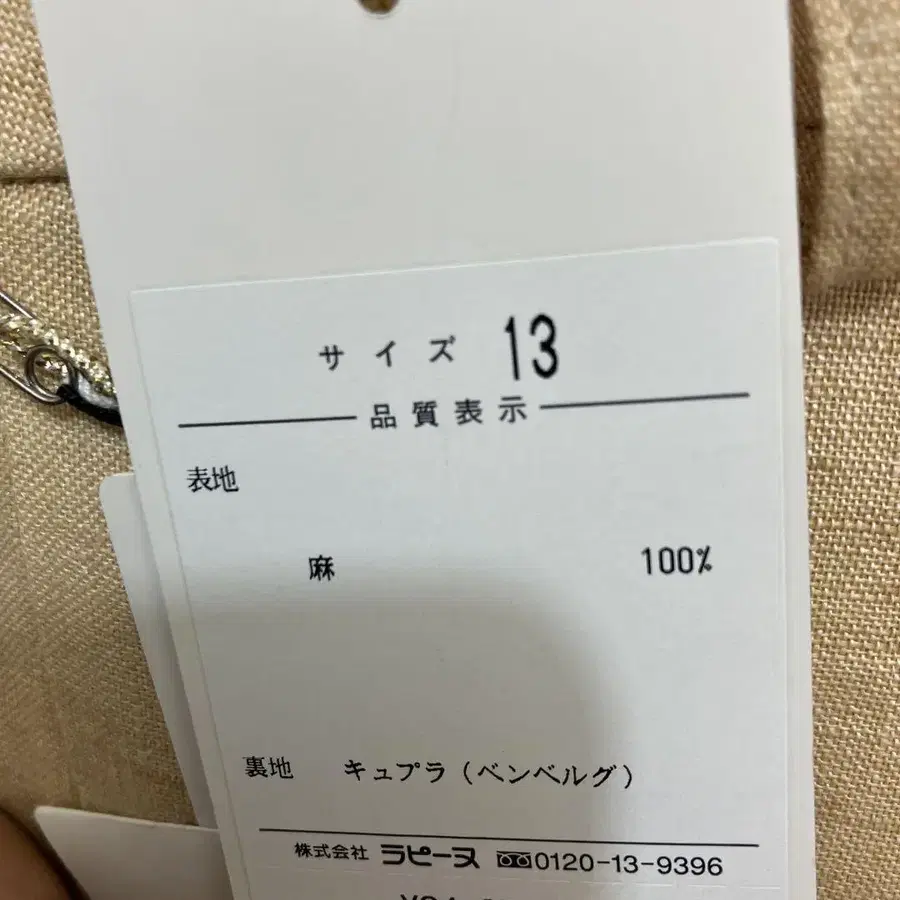 サイズ 13
品質表示
表地
麻 100%
裏地 キュプラ(ベンベルグ)
株式会社 ラピーヌ 0120-13-9396